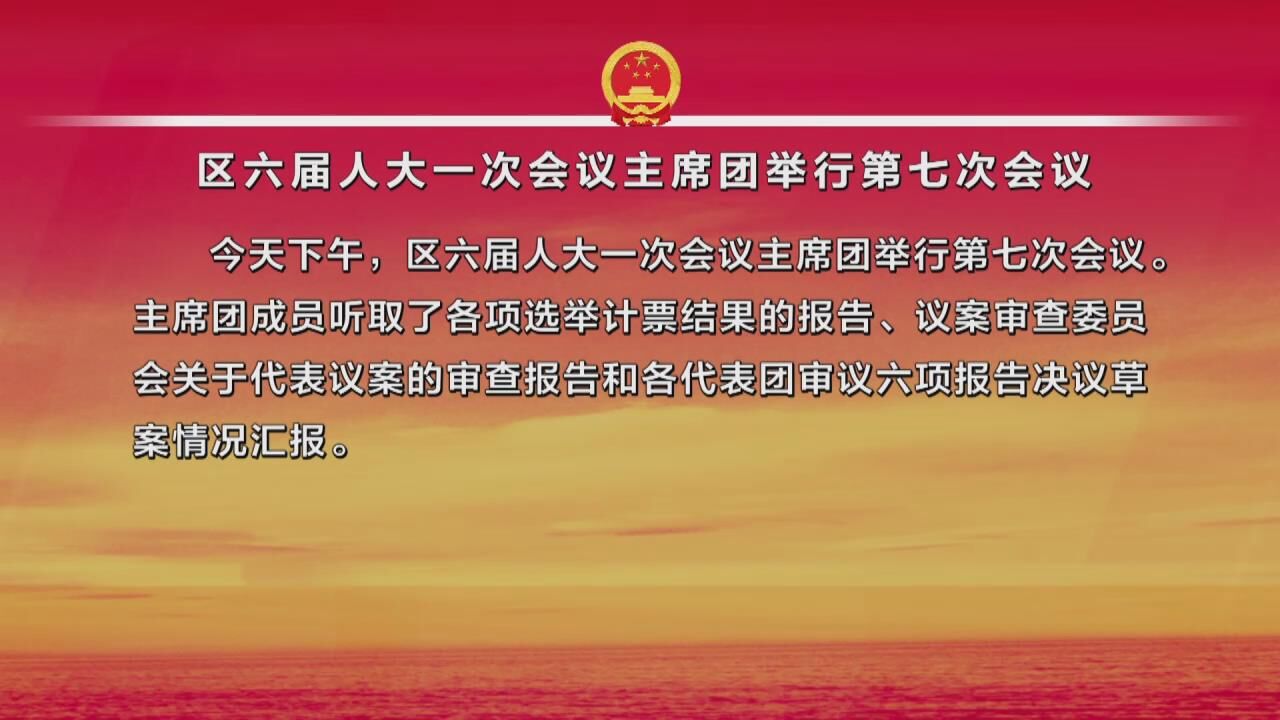 区六届人大一次会议主席团举行第七次会议
今天下午，区六届人大一次会议主席团举行第七次会议。
主席团成员听取了各项选举计票结果的报告、议案审查委员
会关于代表议案的审查报告和各代表团审议六项报告决议草
案情况汇报。